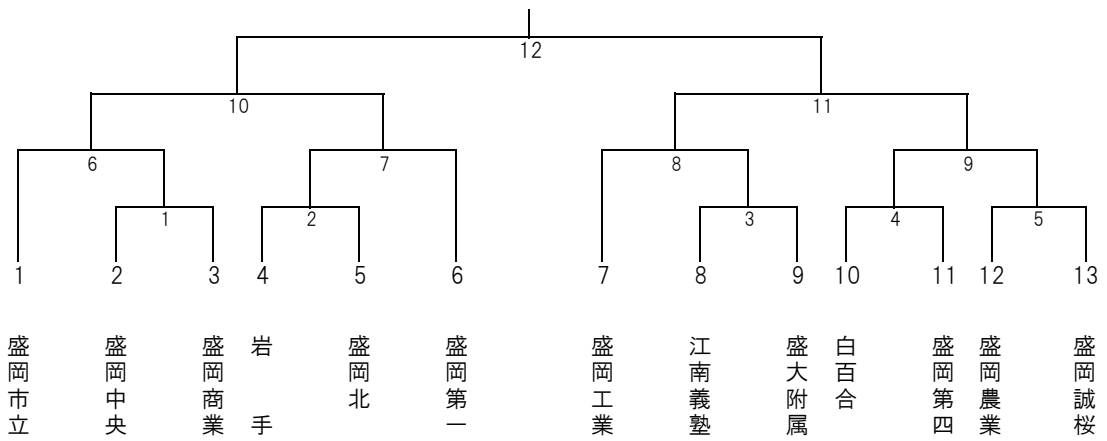 12
10 11
6 7 8 9
1 2 3 4 5
1 2 3 4 5 6 7 8 9 10 11 12 13
盛岡市立
盛岡中央
盛岡商業
岩手
盛岡北
盛岡第一
盛岡工業
江南義塾
盛大附属
白百合
盛岡第四
盛岡農業
盛岡誠桜